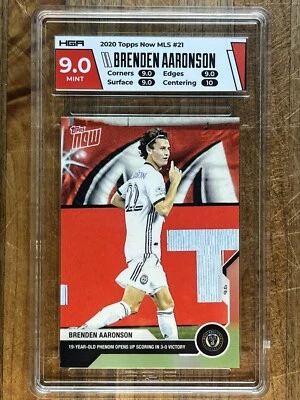 HGA
2020 Topps Now MLS #21
9.0
MINT
BRENDEN AARONSON
Corners 9.0 Edges 9.0
Surface 9.0 Centering 10
Topps
now
22
BRENDEN AARONSON
19-YEAR-OLD PHENOM OPENS UP SCORING IN 3-0 VICTORY